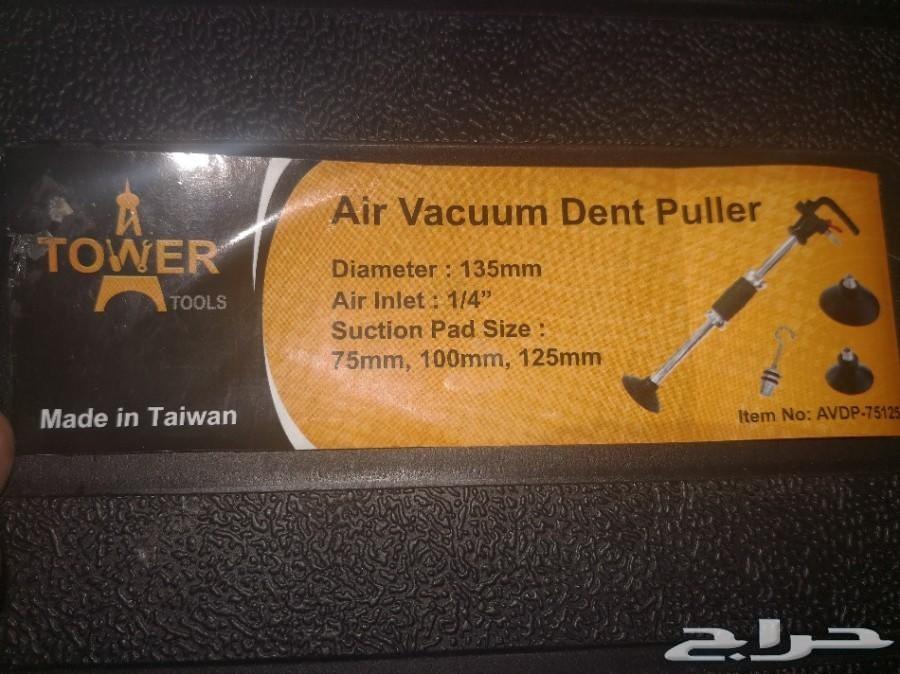 TOWER
TOOLS
Made in Taiwan
Air Vacuum Dent Puller
Diameter : 135mm
Air Inlet : 1/4”
Suction Pad Size :
75mm, 100mm, 125mm
Item No: AVDP-75125
حراج